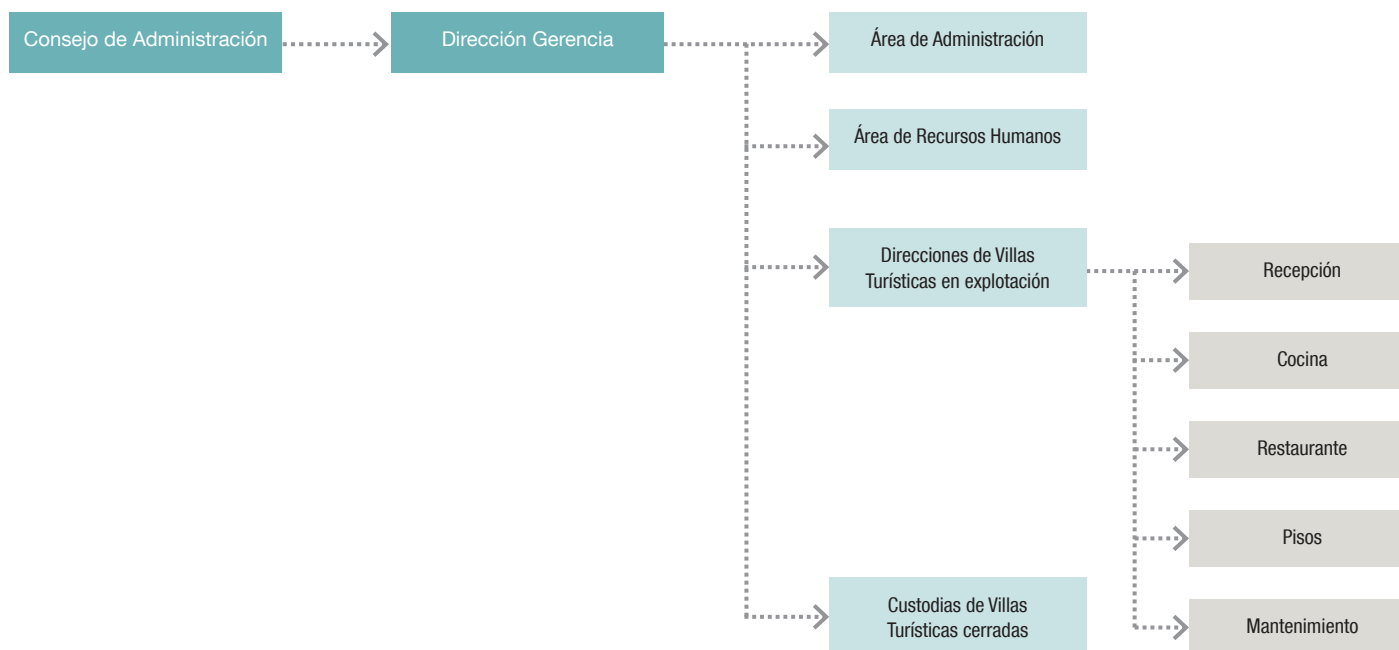 Consejo de Administración
Dirección Gerencia
Área de Administración
Área de Recursos Humanos
Direcciones de Villas
Turísticas en explotación
Recepción
Cocina
Restaurante
Pisos
Custodias de Villas
Turísticas cerradas
Mantenimiento